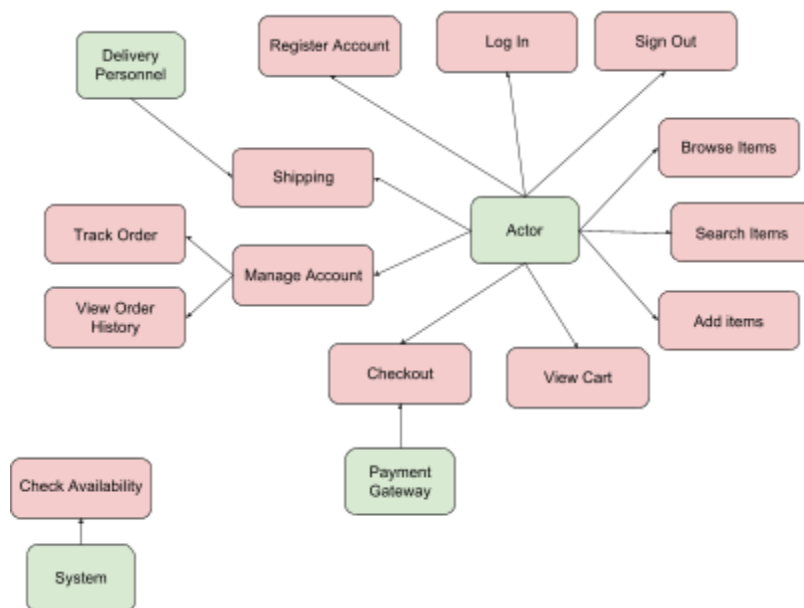 Register Account
Log In
Sign Out
Delivery
Personnel
Browse Items
Shipping
Track Order
Actor
Search Items
Manage Account
View Order
History
Add items
Checkout
View Cart
Payment
Gateway
Check Availability
System